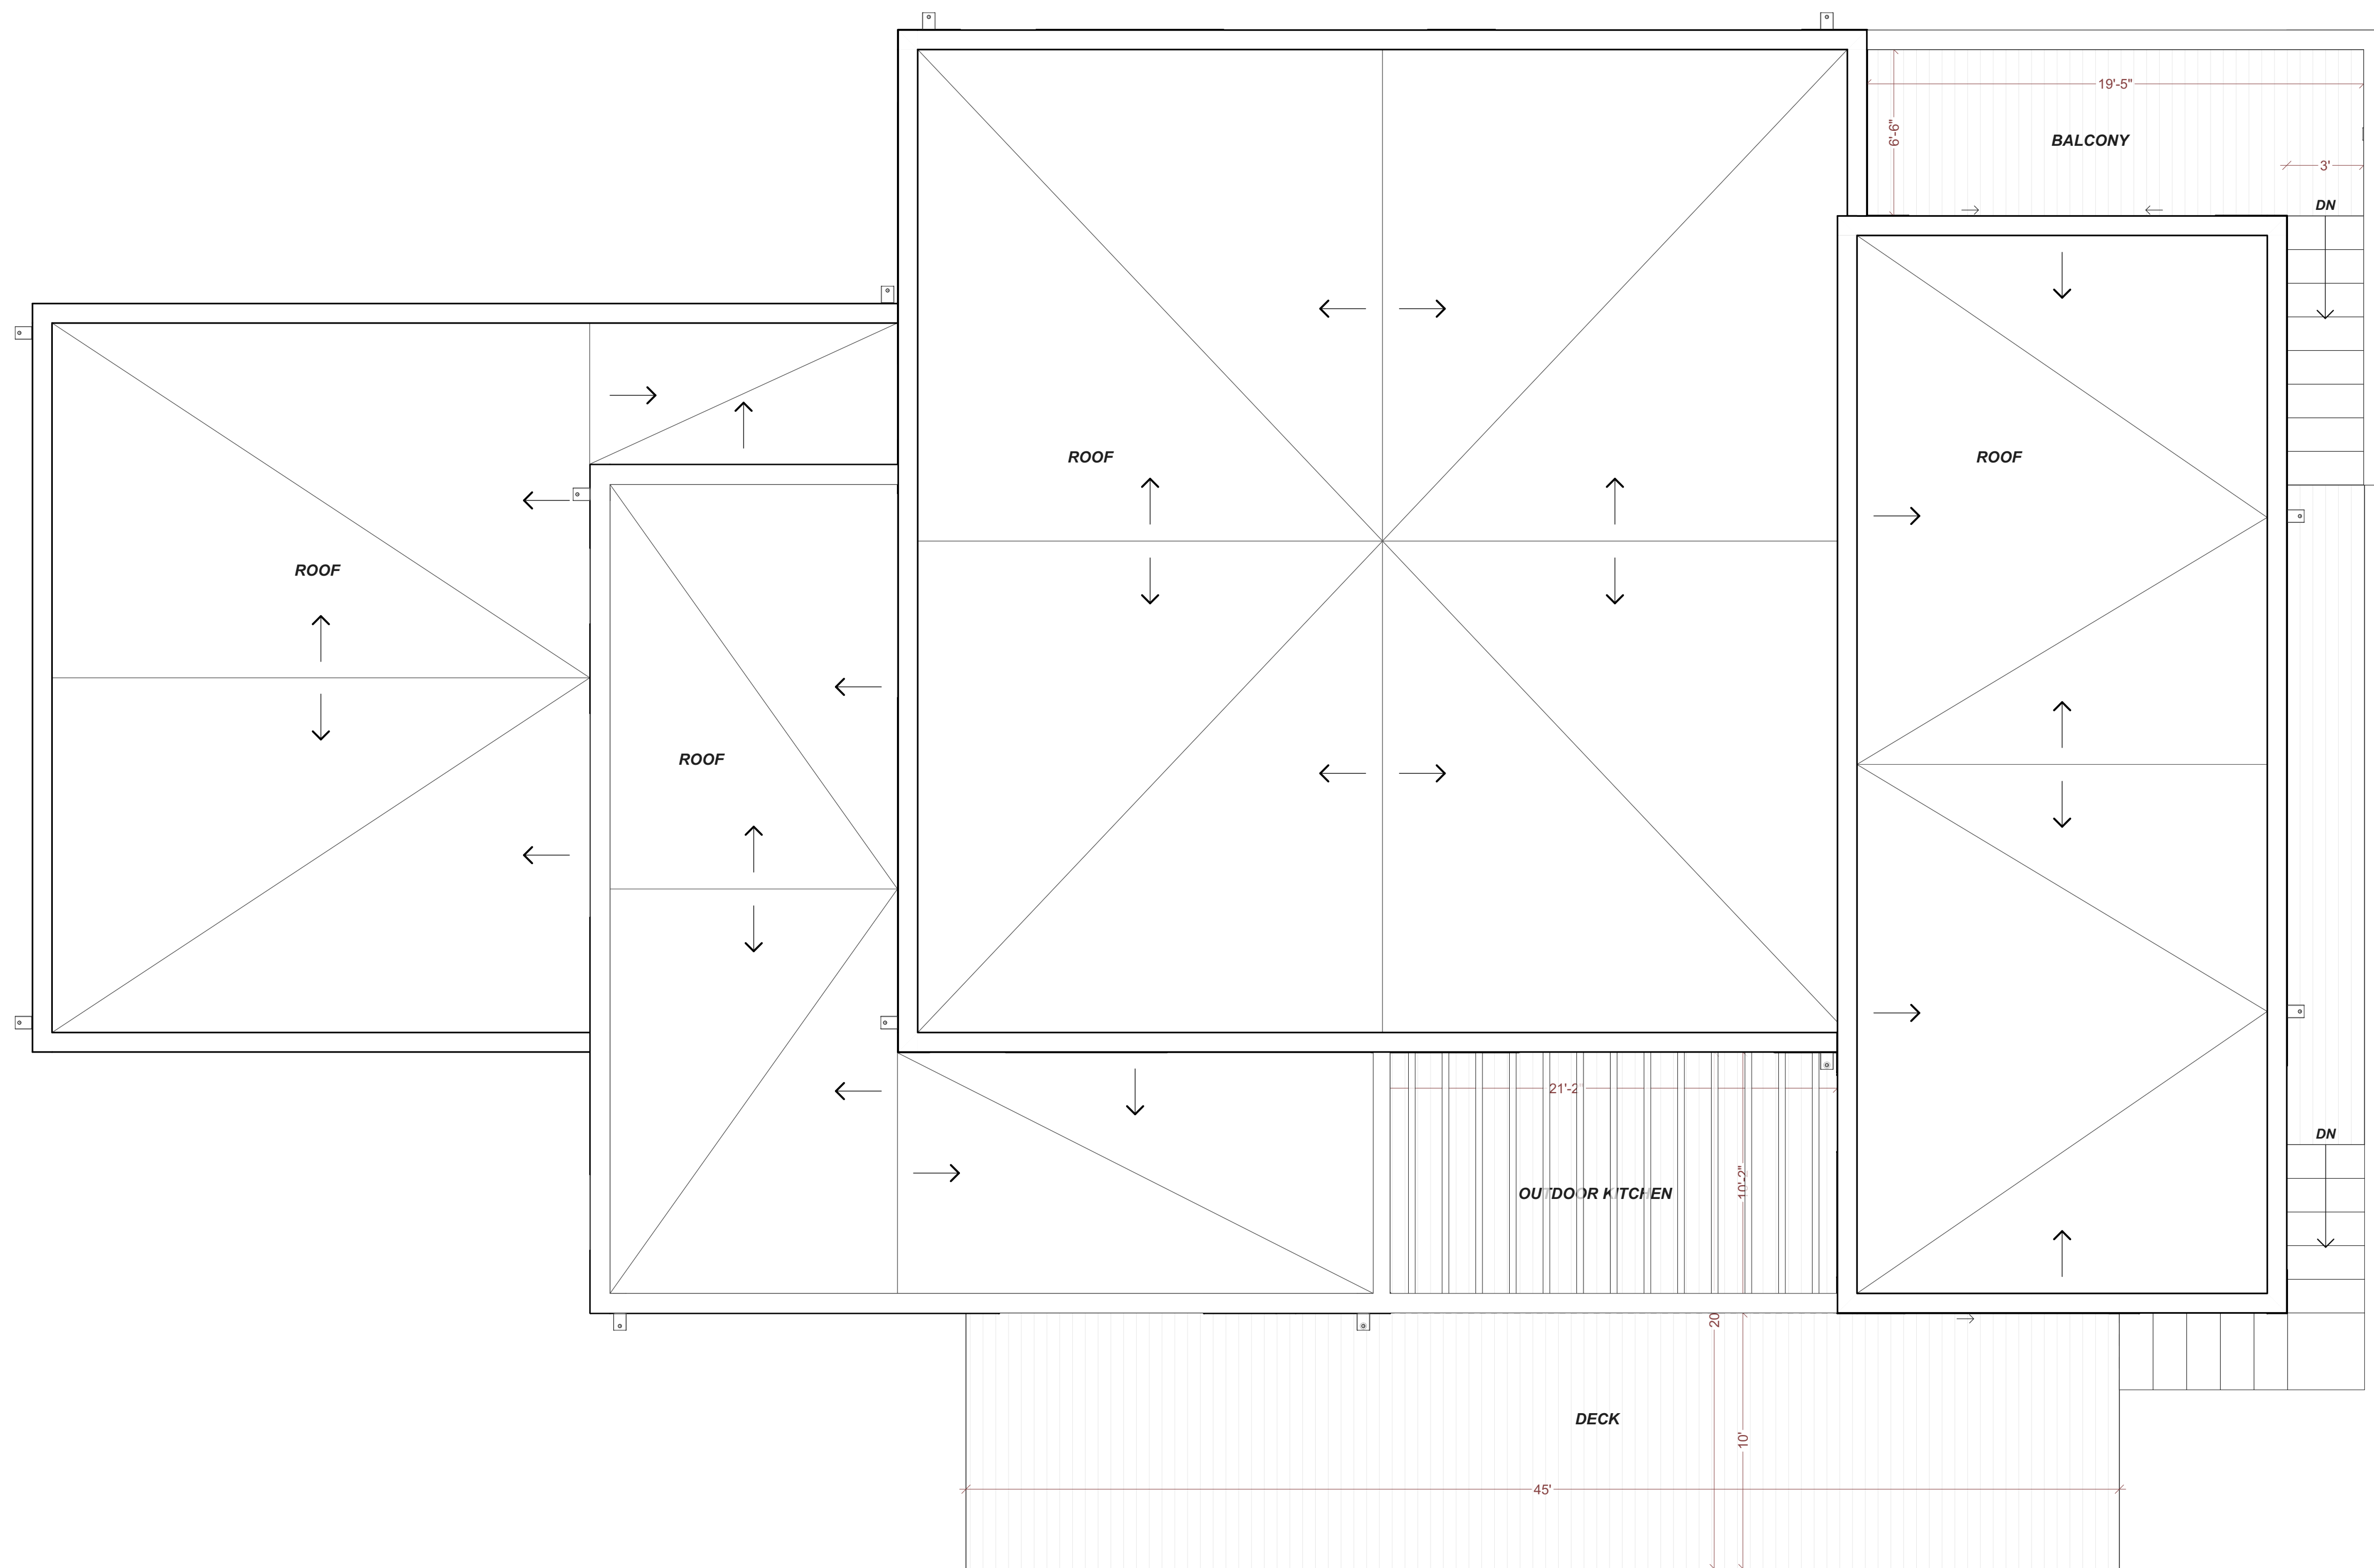 19'-5"
6'-6"
BALCONY
3'
DN
ROOF
ROOF
ROOF
ROOF
21'-2"
DN
10'-2"
OUTDOOR KITCHEN
20
DECK
10'
45'